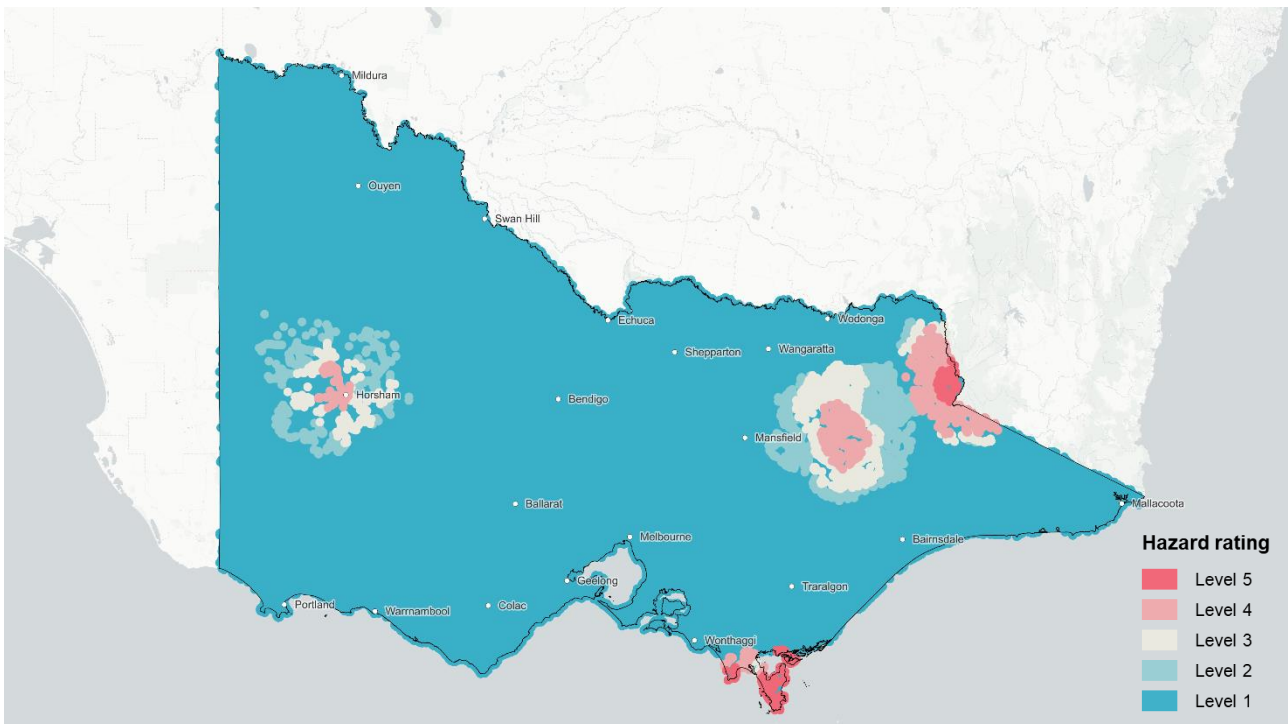 Mildura
Ouyen
Swan Hill
Echuca
Wodonga
Shepparton
Wangaratta
Horsham
Bendigo
Mansfield
Ballarat
Mallacoota
Melbourne
Bairnsdale
Geelong
Traralgon
Portland
Warrnambool
Colac
Wonthaggi
Hazard rating
Level 5
Level 4
Level 3
Level 2
Level 1